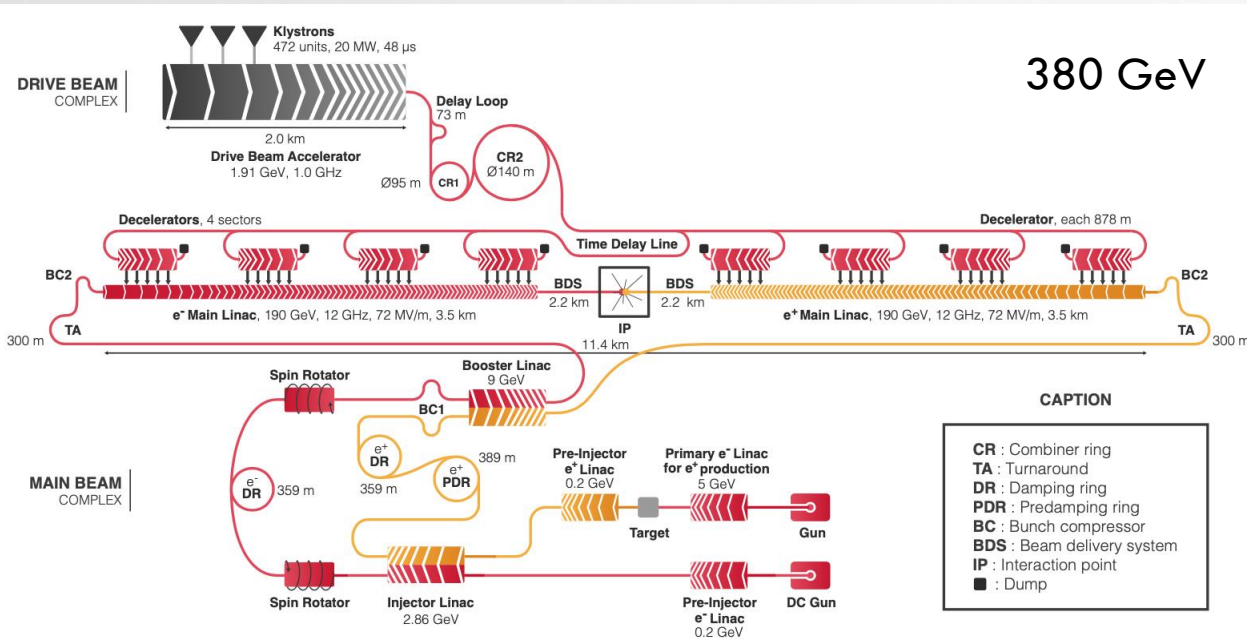 380 GeV
Klystrons
472 units, 20 MW, 48 µs
DRIVE BEAM
COMPLEX
Delay Loop
73 m
2.0 km
Drive Beam Accelerator
1.91 GeV, 1.0 GHz
CR2
Ø140 m
Ø95 m
CR1
Decelerators, 4 sectors
Decelerator, each 878 m
Time Delay Line
BC2
BDS
2.2 km
BDS
2.2 km
BC2
e- Main Linac, 190 GeV, 12 GHz, 72 MV/m, 3.5 km
IP
e+ Main Linac, 190 GeV, 12 GHz, 72 MV/m, 3.5 km
TA
300 m
11.4 km
TA
300 m
Booster Linac
9 GeV
Spin Rotator
BC1
CAPTION
CR : Combiner ring
TA : Turnaround
DR : Damping ring
PDR : Predamping ring
BC : Bunch compressor
BDS : Beam delivery system
IP : Interaction point
: Dump
MAIN BEAM
COMPLEX
e-
DR
359 m
e+
DR
359 m
e+
PDR
389 m
Pre-Injector
e+ Linac
0.2 GeV
Primary e- Linac
for e+ production
5 GeV
Target
Gun
Spin Rotator
Injector Linac
2.86 GeV
Pre-Injector
e- Linac
0.2 GeV
DC Gun